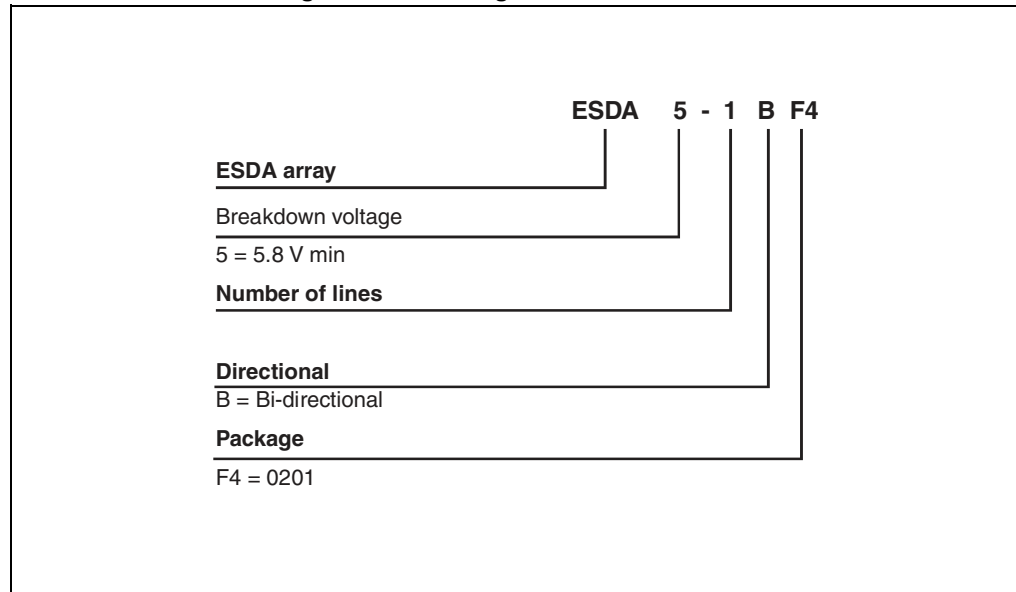 ESDA 5 - 1 B F4
ESDA array
Breakdown voltage
5 = 5.8 V min
Number of lines
Directional
B = Bi-directional
Package
F4 = 0201